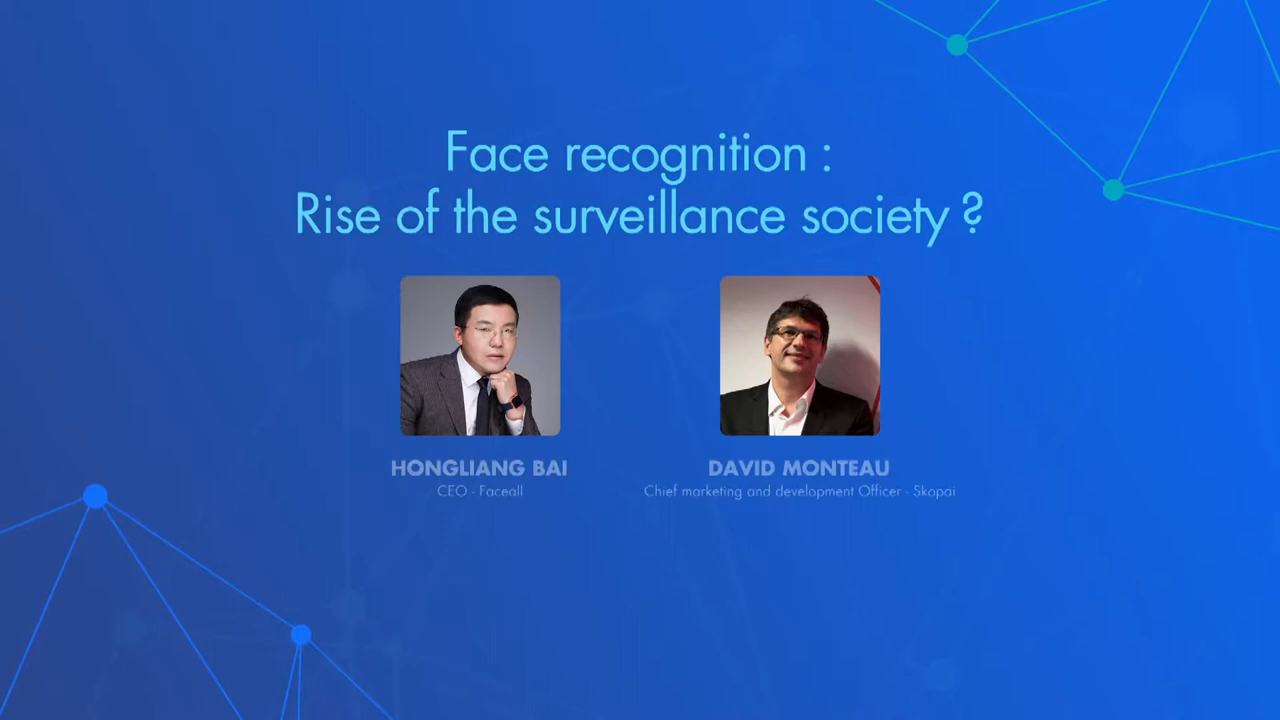 Face recognition :
Rise of the surveillance society ?
HONGLIANG BAI
CEO - Faceall
DAVID MONTEAU
Chief marketing and development Officer - Skopai